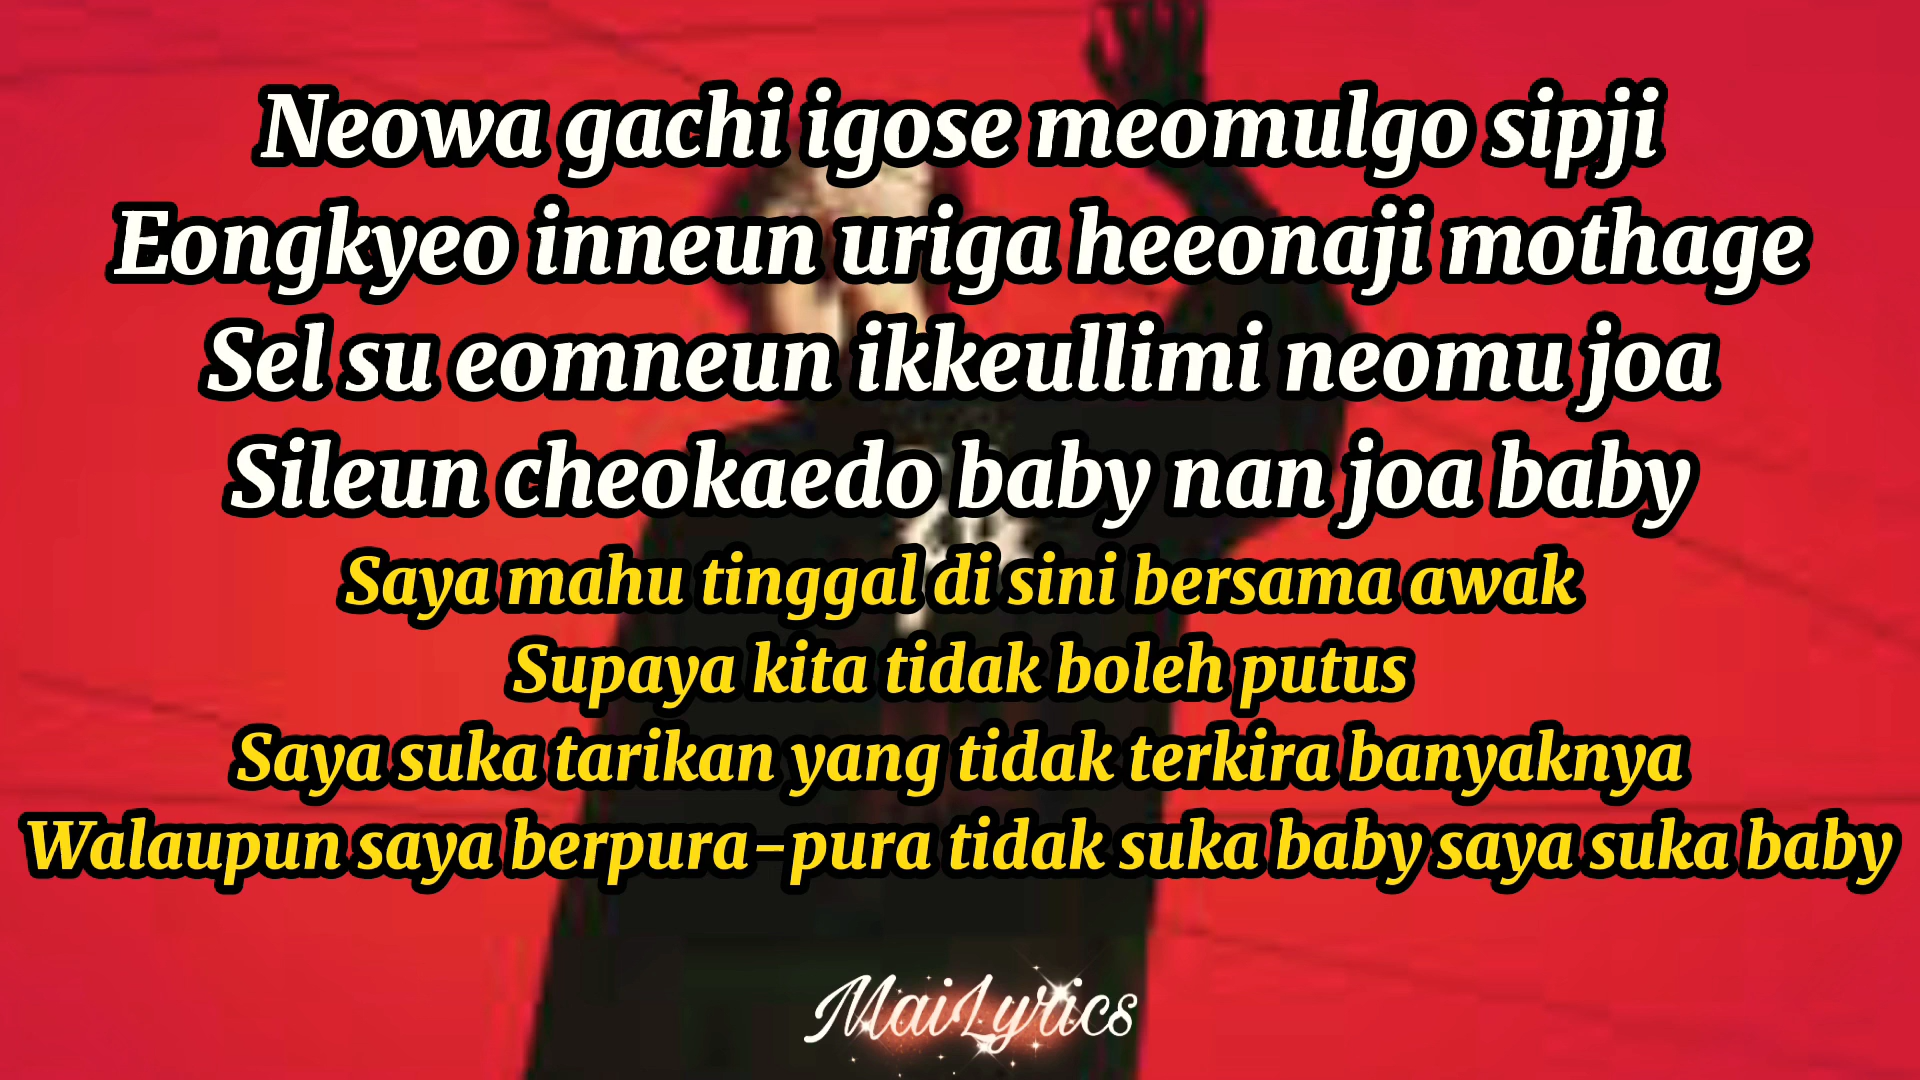 Neowa gachi igose meomulgo sipji
Eongkyeo inneun uriga heeonaji mothage
Sel su eomneun ikkeullimi neomu joa
Sileun cheokaedo baby nan joa baby
Saya mahu tinggal di sini bersama awak
Supaya kita tidak boleh putus
Saya suka tarikan yang tidak terkira banyaknya
Walaupun saya berpura-pura tidak suka baby saya suka baby
MaiLyrics